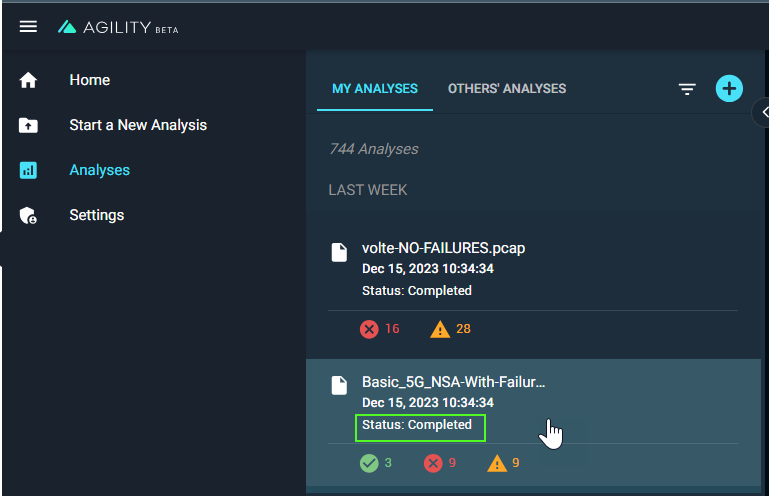 AGILITY BETA
Home
Start a New Analysis
Analyses
Settings
MY ANALYSES
OTHERS' ANALYSES
744 Analyses
LAST WEEK
volte-NO-FAILURES.pcap
Dec 15, 2023 10:34:34
Status: Completed
16 28
Basic_5G_NSA-With-Failur...
Dec 15, 2023 10:34:34
Status: Completed
3 9 9